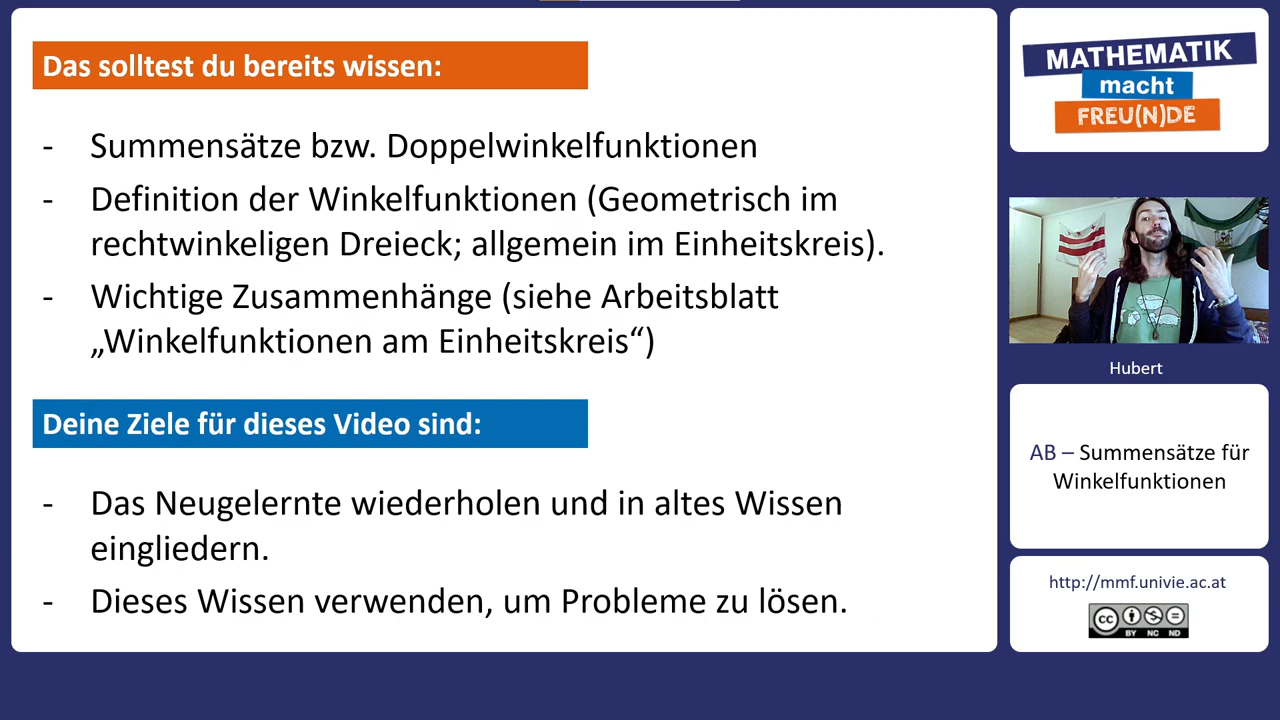 Das solltest du bereits wissen:
- Summensätze bzw. Doppelwinkelfunktionen
- Definition der Winkelfunktionen (Geometrisch im
rechtwinkeligen Dreieck; allgemein im Einheitskreis).
- Wichtige Zusammenhänge (siehe Arbeitsblatt
„Winkelfunktionen am Einheitskreis“)
Deine Ziele für dieses Video sind:
- Das Neugelernte wiederholen und in altes Wissen
eingliedern.
- Dieses Wissen verwenden, um Probleme zu lösen.
MATHEMATIK
macht
FREU(N)DE
Hubert
AB – Summensätze für
Winkelfunktionen
http://mmf.univie.ac.at
cc
BY NC ND